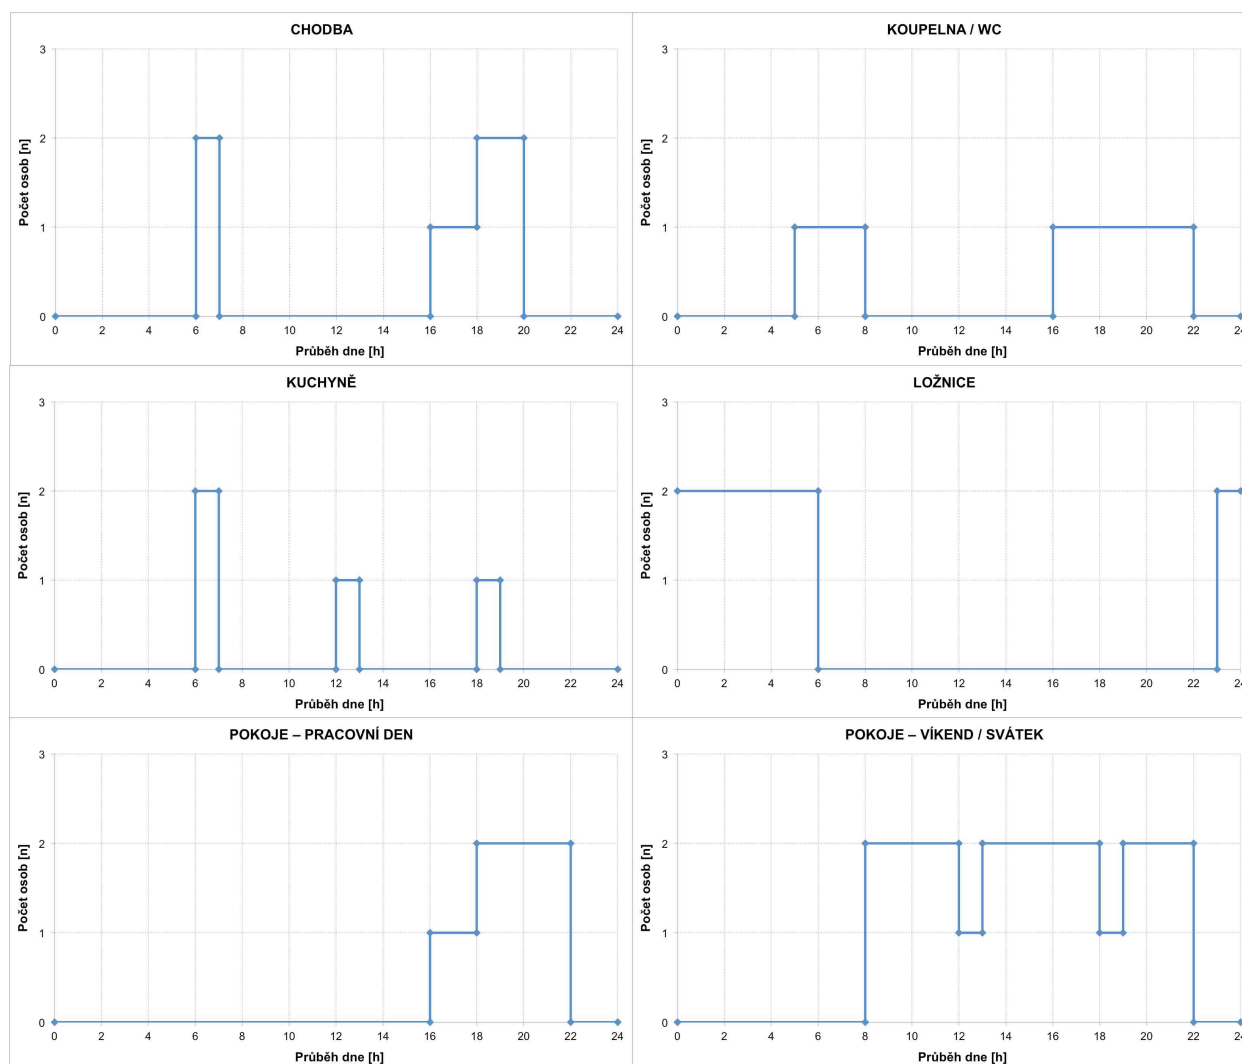 CHODBA
3
2
1
0
Počet osob [n]
0 2 4 6 8 10 12 14 16 18 20 22 24
Průběh dne [h]
KOUPELNA / WC
3
2
1
0
Počet osob [n]
0 2 4 6 8 10 12 14 16 18 20 22 24
Průběh dne [h]
KUCHYNĚ
3
2
1
0
Počet osob [n]
0 2 4 6 8 10 12 14 16 18 20 22 24
Průběh dne [h]
LOŽNICE
3
2
1
0
Počet osob [n]
0 2 4 6 8 10 12 14 16 18 20 22 24
Průběh dne [h]
POKOJE – PRACOVNÍ DEN
3
2
1
0
Počet osob [n]
0 2 4 6 8 10 12 14 16 18 20 22 24
Průběh dne [h]
POKOJE – VÍKEND / SVÁTEK
3
2
1
0
Počet osob [n]
0 2 4 6 8 10 12 14 16 18 20 22 24
Průběh dne [h]